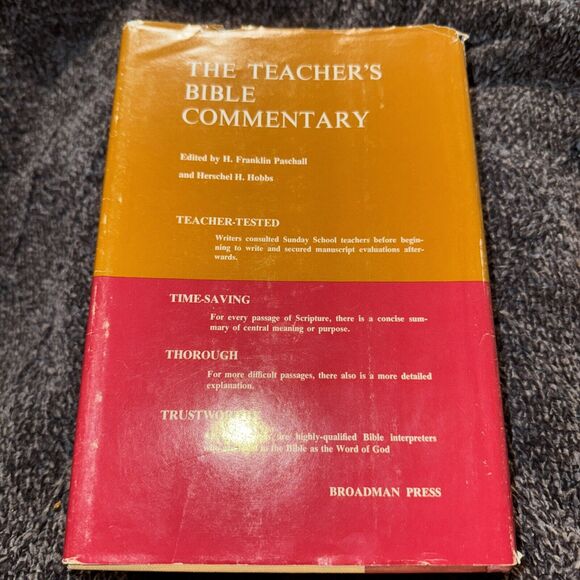 THE TEACHER'S
BIBLE
COMMENTARY
Edited by H. Franklin Paschall
and Herschel H. Hobbs
TEACHER-TESTED
Writers consulted Sunday School teachers before begin-
ning to write and secured manuscript evaluations after-
wards.
TIME-SAVING
For every passage of Scripture, there is a concise sum-
mary of central meaning or purpose.
THOROUGH
For more difficult passages, there also is a more detailed
explanation.
TRUSTWORTHY
are highly-qualified Bible interpreters
to the Bible as the Word of God
BROADMAN PRESS